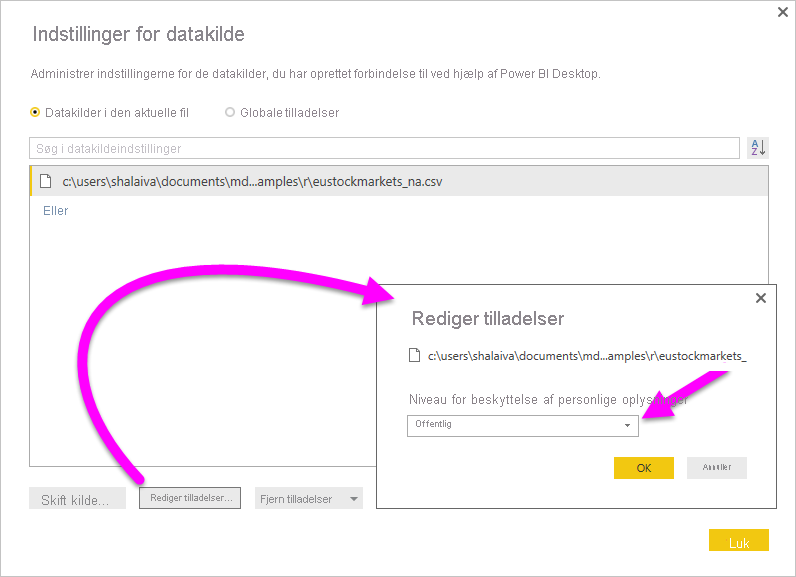 Indstillinger for datakilde
Administrer indstillingerne for de datakilder, du har oprettet forbindelse til ved hjælp af Power BI Desktop.
Datakilder i den aktuelle fil
Globale tilladelser
Søg i datakildeindstillinger
A
Z
c:\users\shalaiva\documents\md...amples\r\eustockmarkets_na.csv
Eller
Rediger tilladelser
c:\users\shalaiva\documents\md...amples\r\eustockmarkets_
Niveau for beskyttelse af personlige oplysninger
Offentlig
OK
Annuller
Skift kilde...
Rediger tilladelser...
Fjern tilladelser
Luk